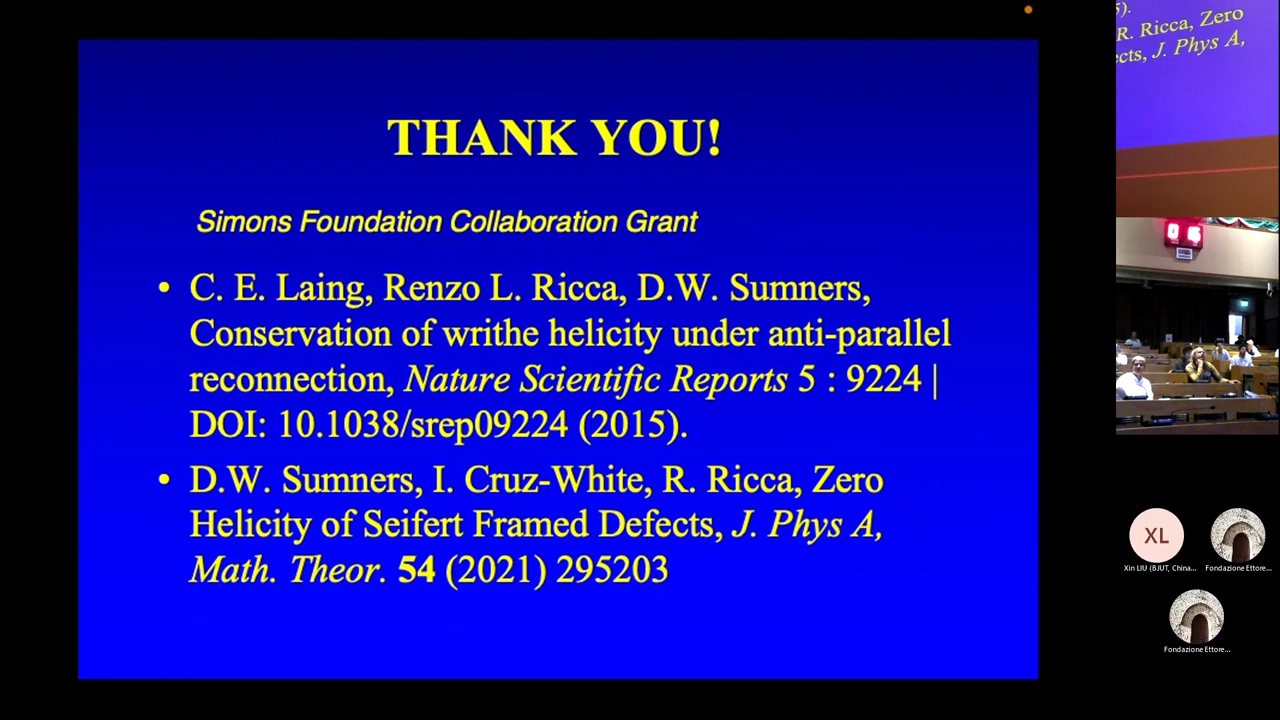 THANK YOU!
Simons Foundation Collaboration Grant
• C. E. Laing, Renzo L. Ricca, D.W. Sumners,
Conservation of writhe helicity under anti-parallel
reconnection, Nature Scientific Reports 5 : 9224 |
DOI: 10.1038/srep09224 (2015).
• D.W. Sumners, I. Cruz-White, R. Ricca, Zero
Helicity of Seifert Framed Defects, J. Phys A,
Math. Theor. 54 (2021) 295203
5).
R. Ricca, Zero
ects, J. Phys A,
XL
Xin LIU (BJUT, China...
Fondazione Ettore...
Fondazione Ettore...